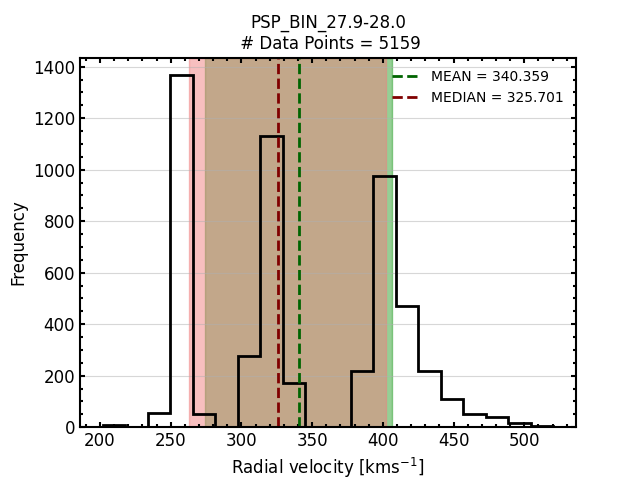 PSP_BIN_27.9-28.0
# Data Points = 5159
MEAN = 340.359
MEDIAN = 325.701
1400
1200
1000
800
600
400
200
0
Frequency
200 250 300 350 400 450 500
Radial velocity [kms⁻¹]